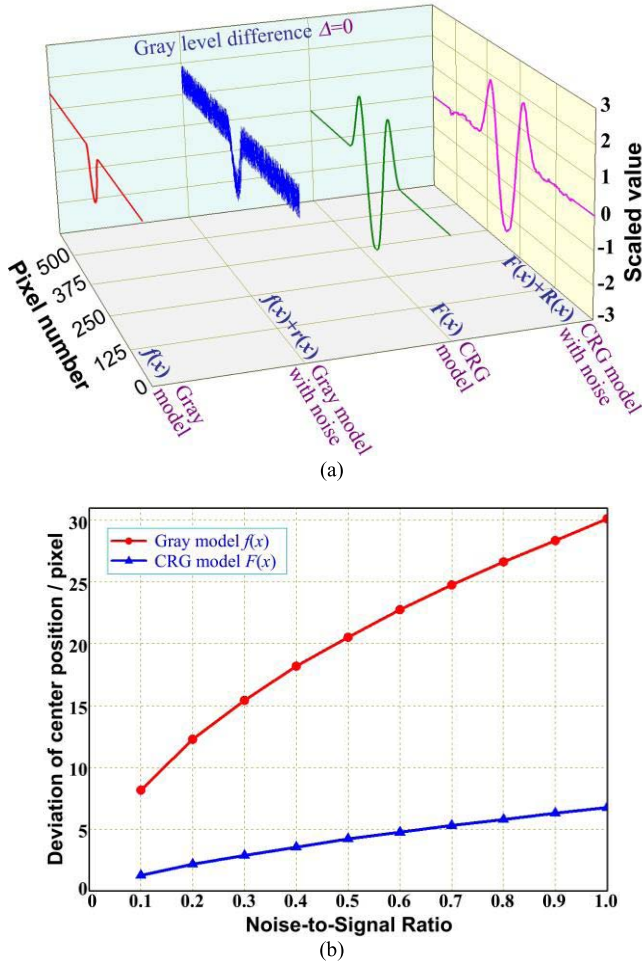 Gray level difference Δ=0
3
2
1
0
-1
-2
-3
Scaled value
500
375
250
125
0
Pixel number
f(x) Gray model
f(x)+r(x) Gray model with noise
F(x) CRG model
F(x)+R(x) CRG model with noise
(a)
30
25
20
15
10
5
0
Deviation of center position / pixel
Gray model f(x)
CRG model F(x)
0 0.1 0.2 0.3 0.4 0.5 0.6 0.7 0.8 0.9 1.0
Noise-to-Signal Ratio
(b)